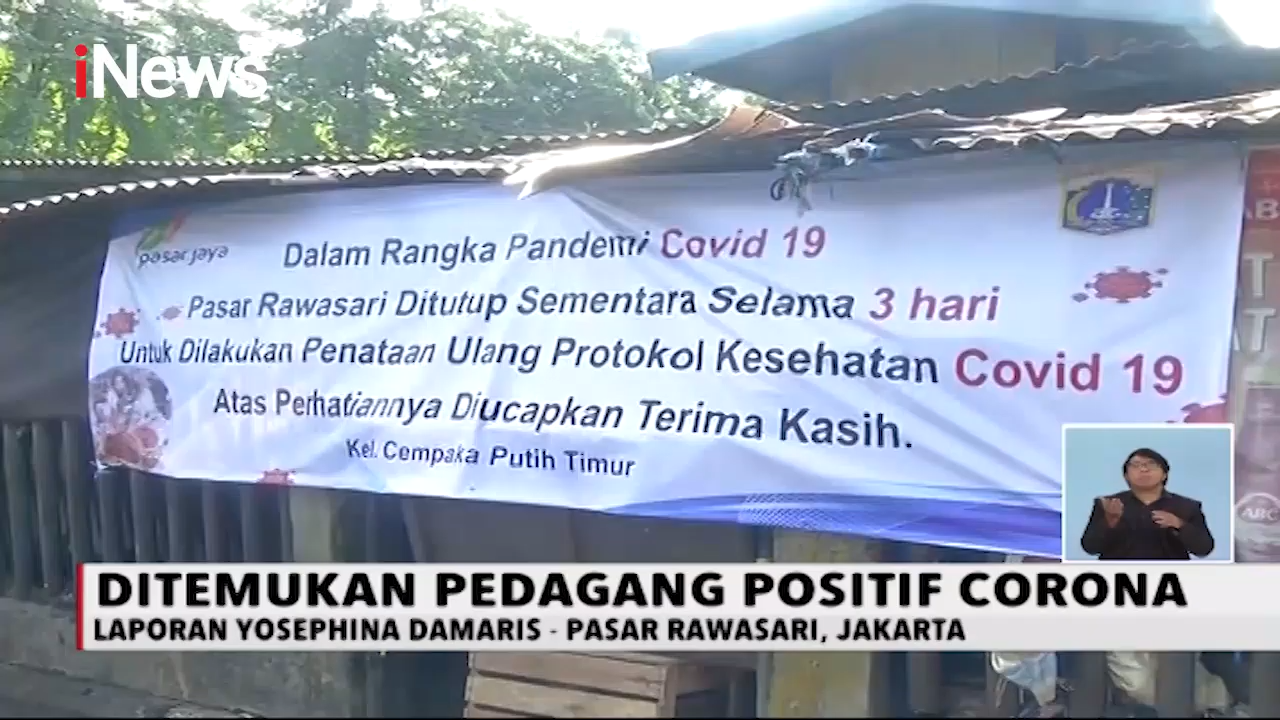 iNews
pasar jaya
Dalam Rangka Pandemi Covid 19
Pasar Rawasari Ditutup Sementara Selama 3 hari
Untuk Dilakukan Penataan Ulang Protokol Kesehatan Covid 19
Atas Perhatiannya Diucapkan Terima Kasih.
Kel. Cempaka Putih Timur
ABC
DITEMUKAN PEDAGANG POSITIF CORONA
LAPORAN YOSEPHINA DAMARIS - PASAR RAWASARI, JAKARTA